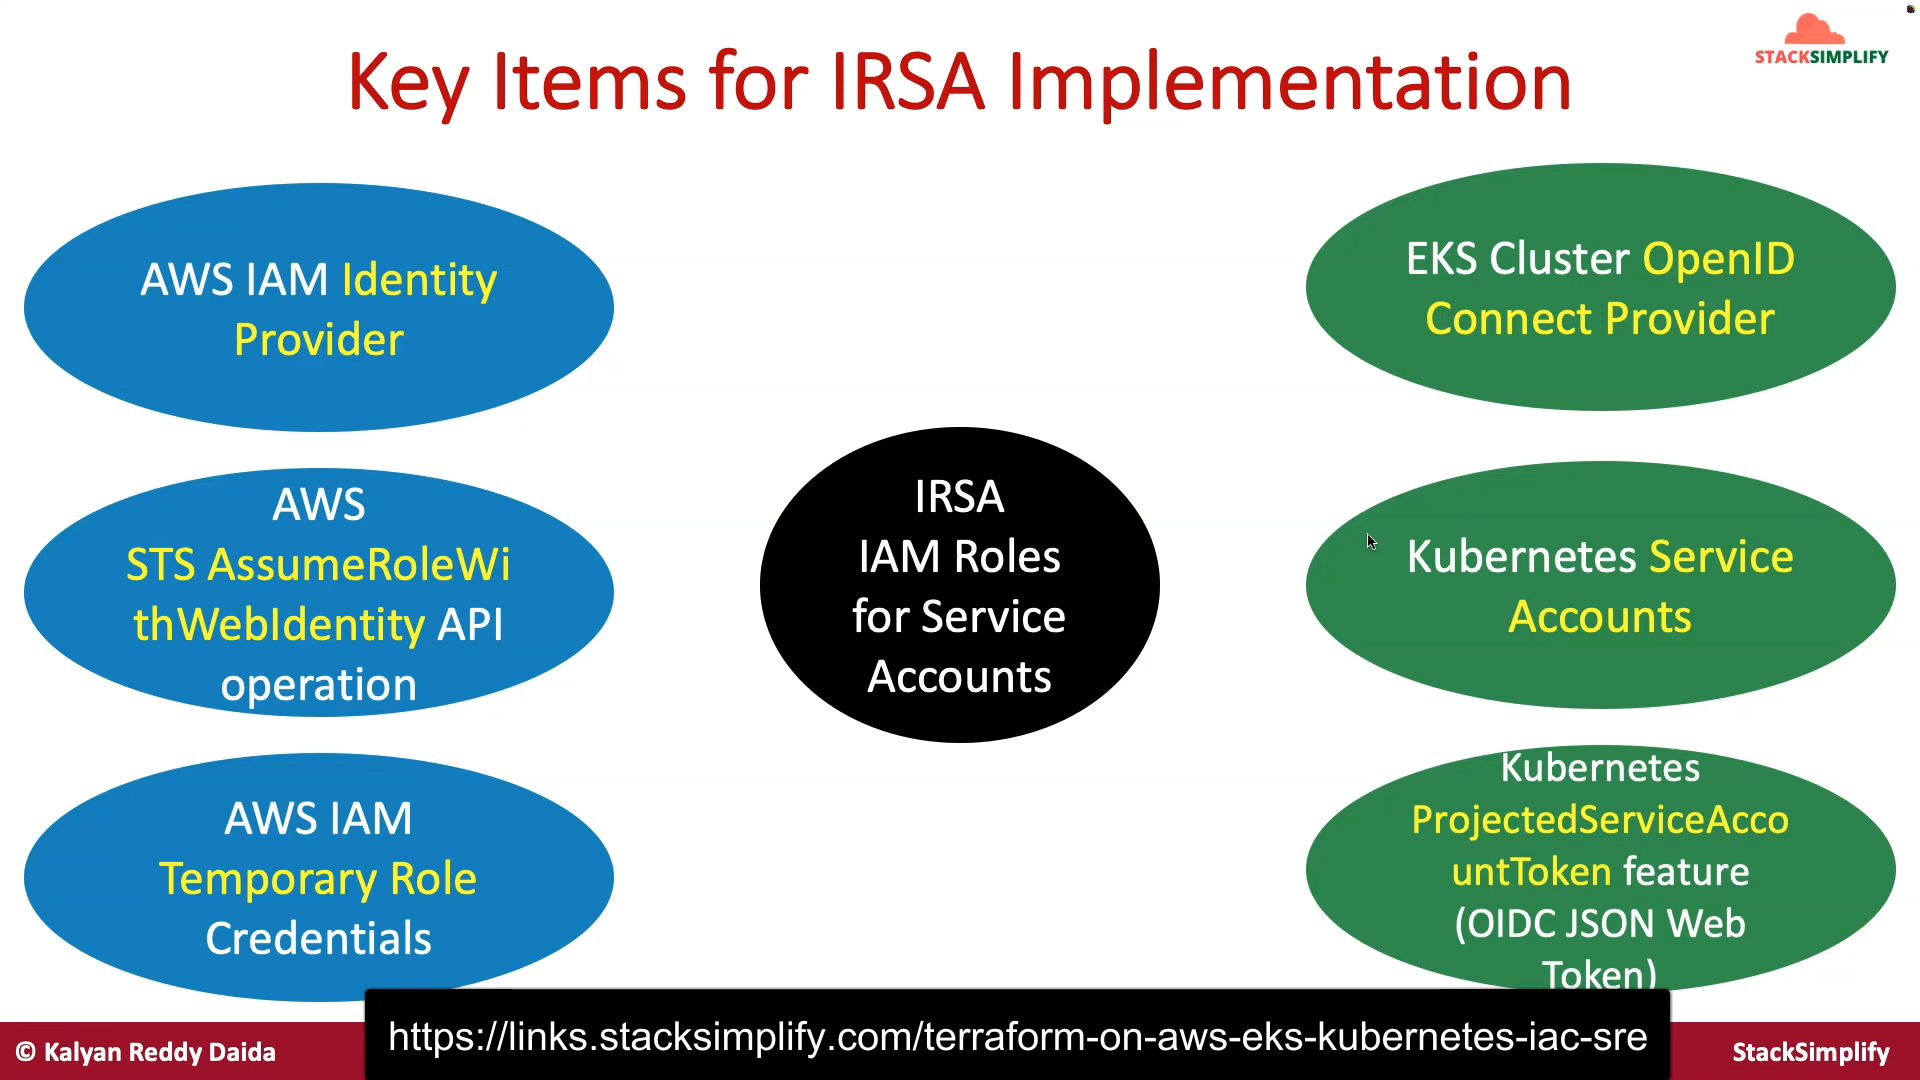 STACKSIMPLIFY
Key Items for IRSA Implementation
AWS IAM Identity
Provider
AWS
STS AssumeRoleWi
thWebIdentity API
operation
AWS IAM
Temporary Role
Credentials
IRSA
IAM Roles
for Service
Accounts
EKS Cluster OpenID
Connect Provider
Kubernetes Service
Accounts
Kubernetes
ProjectedServiceAcco
untToken feature
(OIDC JSON Web
Token)
© Kalyan Reddy Daida
https://links.stacksimplify.com/terraform-on-aws-eks-kubernetes-iac-sre
StackSimplify